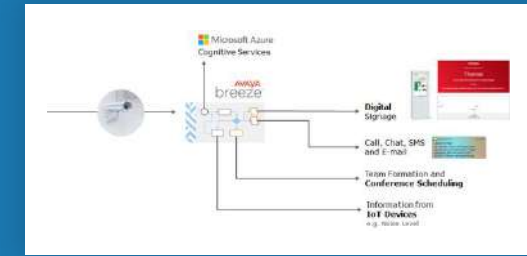 Microsoft Azure
Cognitive Services
AVAYA
breeze
Digital
Signage
Call, Chat, SMS
and E-mail
Team Formation and
Conference Scheduling
Information from
IoT Devices
e.g. Noise Level